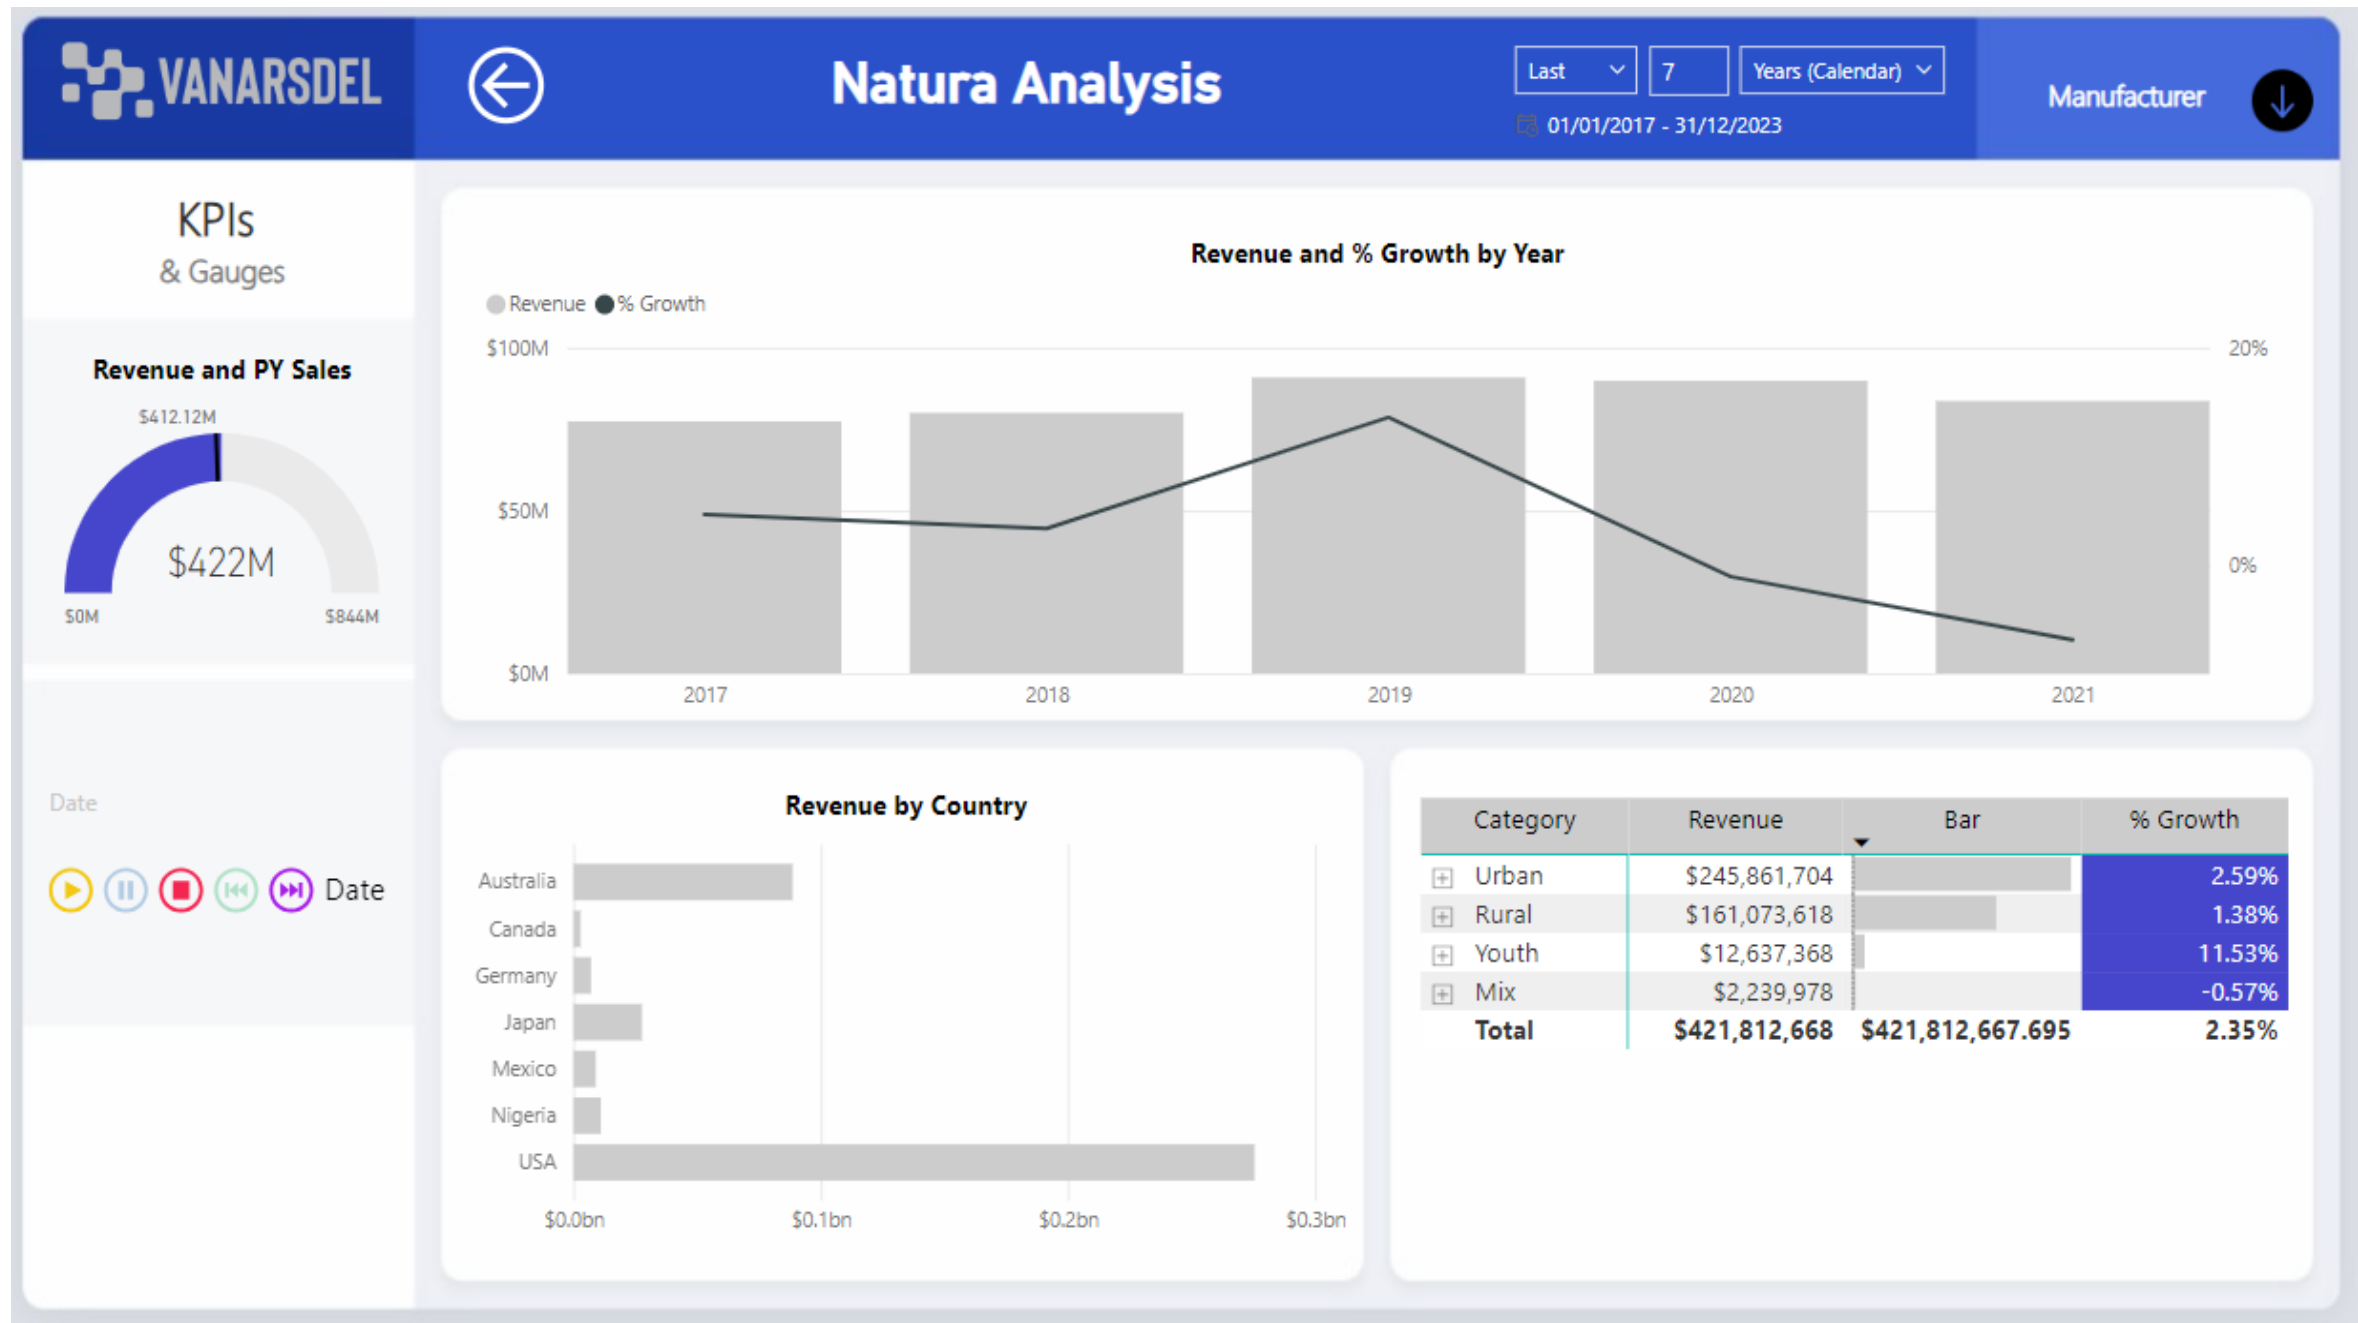 VANARSDEL
Natura Analysis
Last 7 Years (Calendar)
01/01/2017 - 31/12/2023
Manufacturer
KPIs
& Gauges
Revenue and PY Sales
$412.12M
$422M
$0M $844M
Date
Date
Revenue and % Growth by Year
Revenue % Growth
$100M 20%
$50M
0%
$0M
2017 2018 2019 2020 2021
Revenue by Country
Australia
Canada
Germany
Japan
Mexico
Nigeria
USA
$0.0bn $0.1bn $0.2bn $0.3bn
Category Revenue Bar % Growth
Urban $245,861,704 2.59%
Rural $161,073,618 1.38%
Youth $12,637,368 11.53%
Mix $2,239,978 -0.57%
Total $421,812,668 $421,812,667.695 2.35%